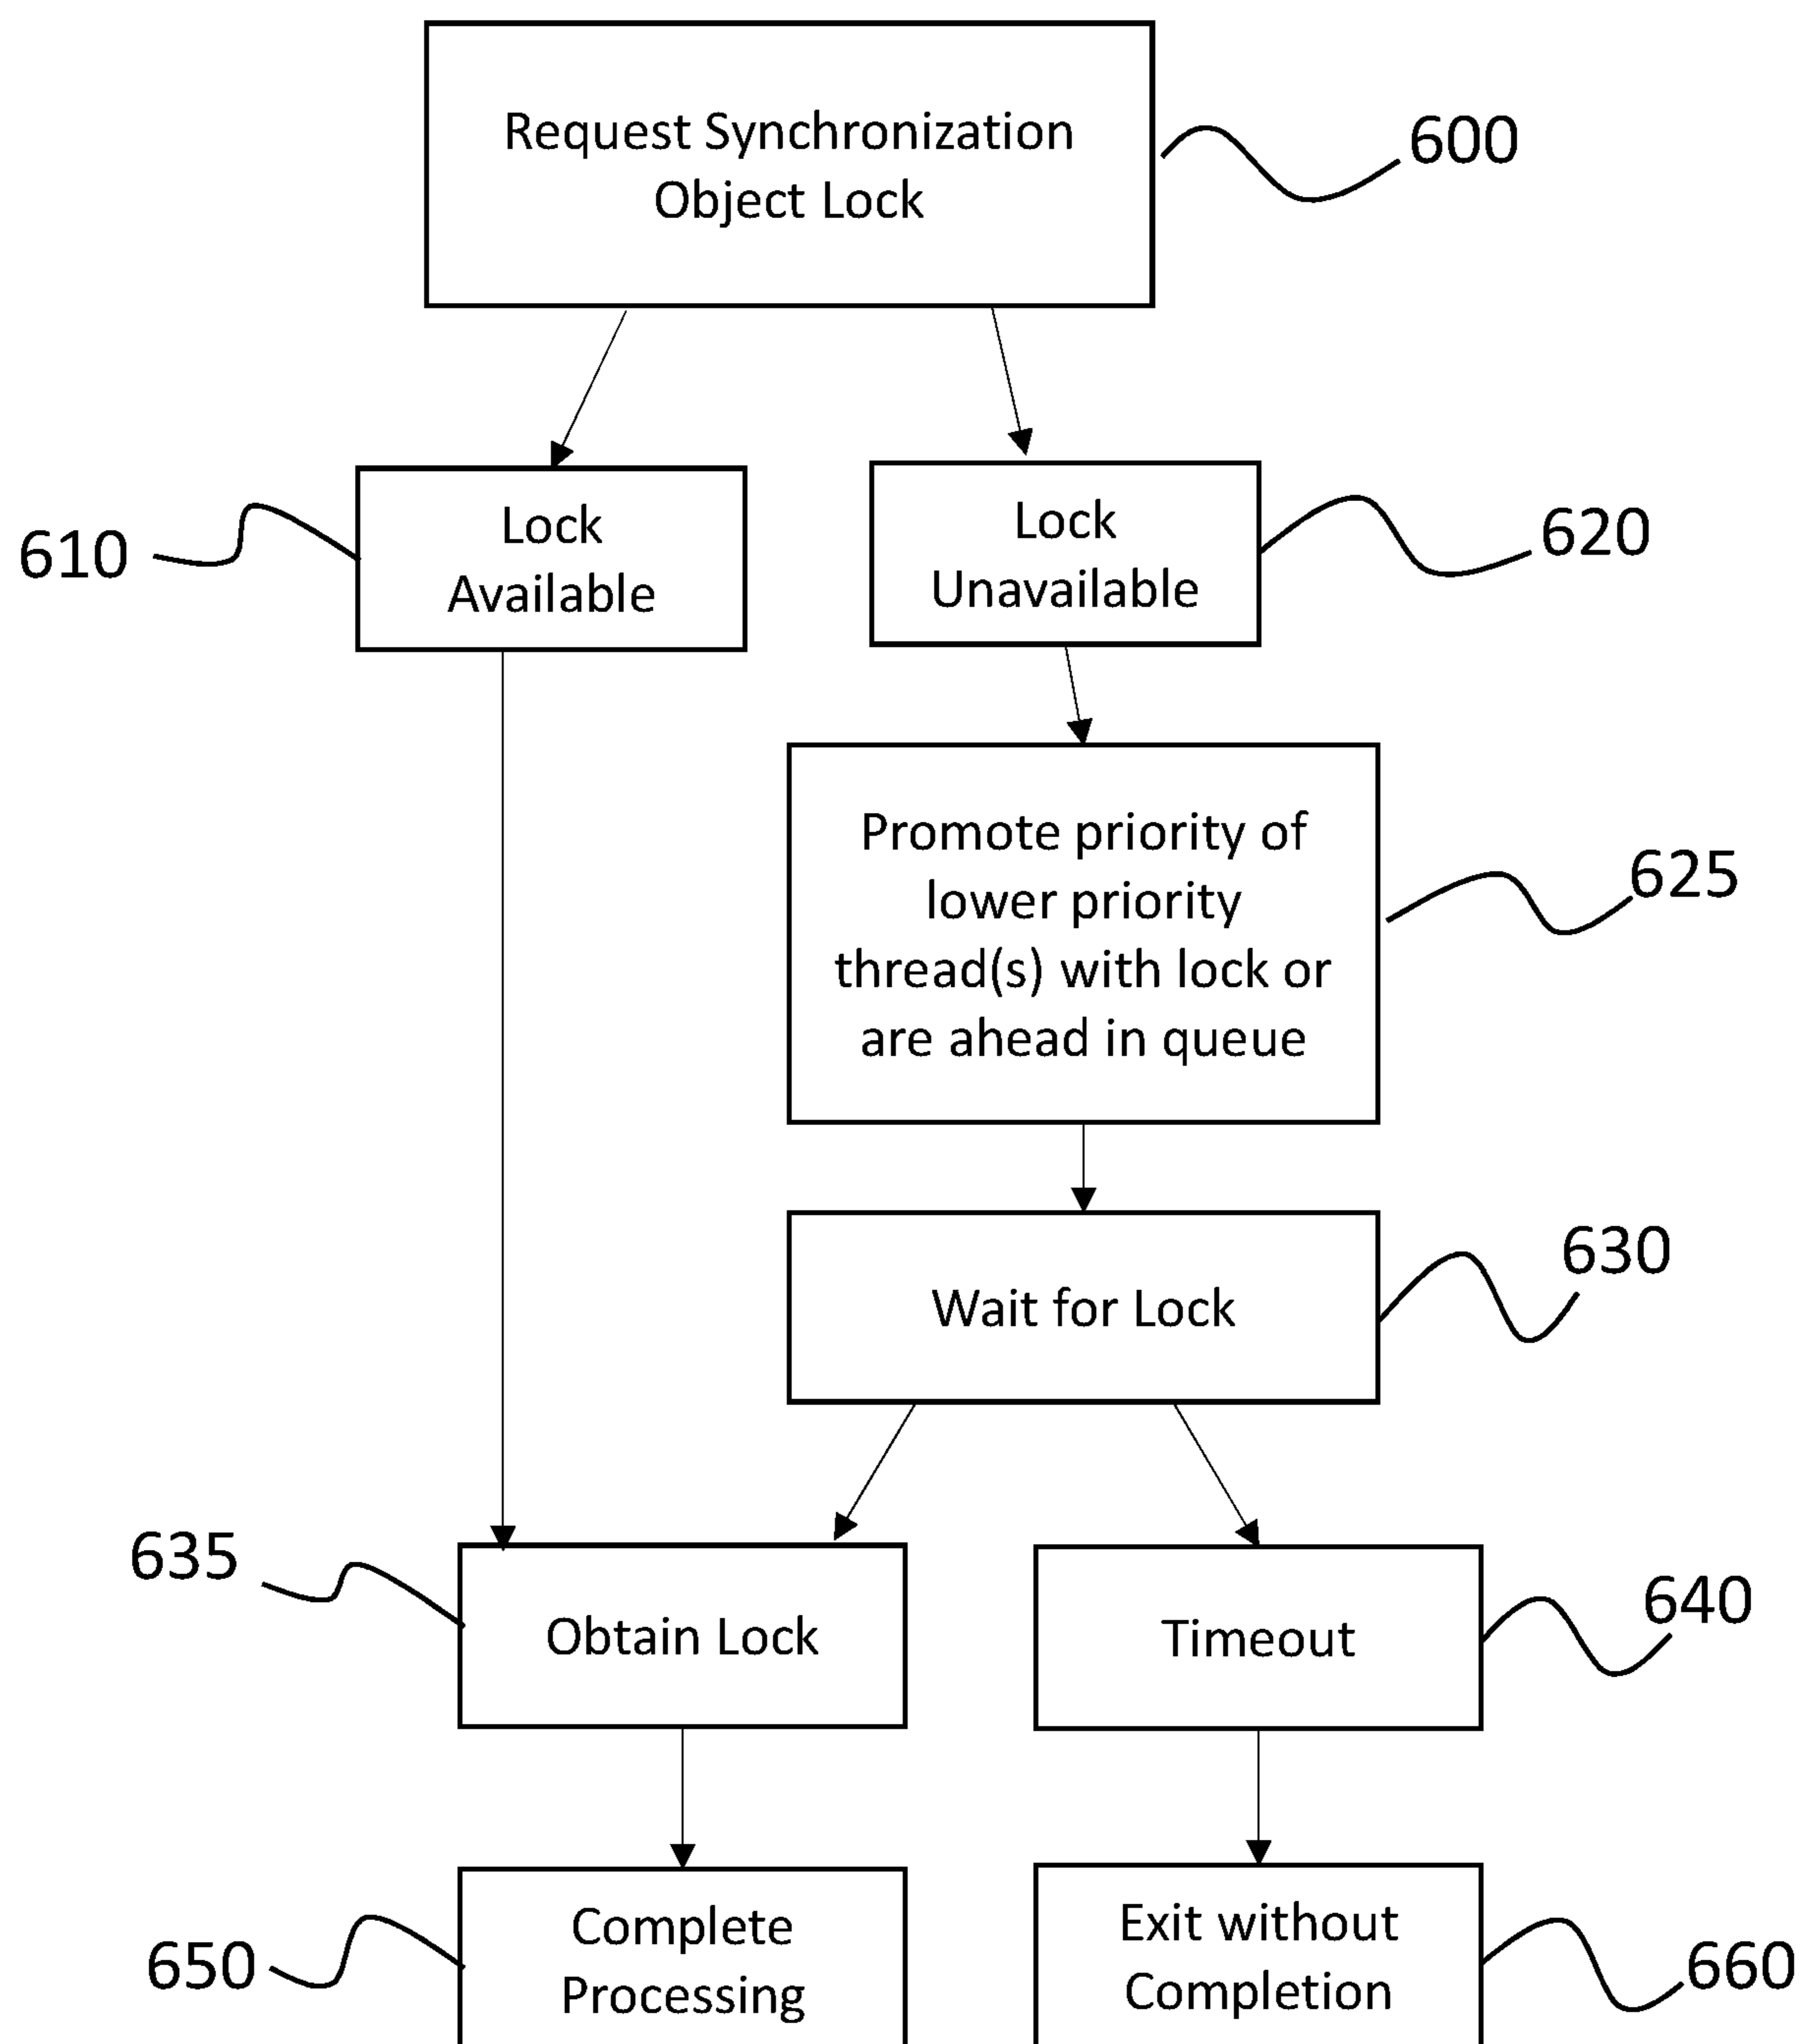 Request Synchronization
Object Lock
600
610
Lock
Available
Lock
Unavailable
620
Promote priority of
lower priority
thread(s) with lock or
are ahead in queue
625
Wait for Lock
630
635
Obtain Lock
Timeout
640
650
Complete
Processing
Exit without
Completion
660